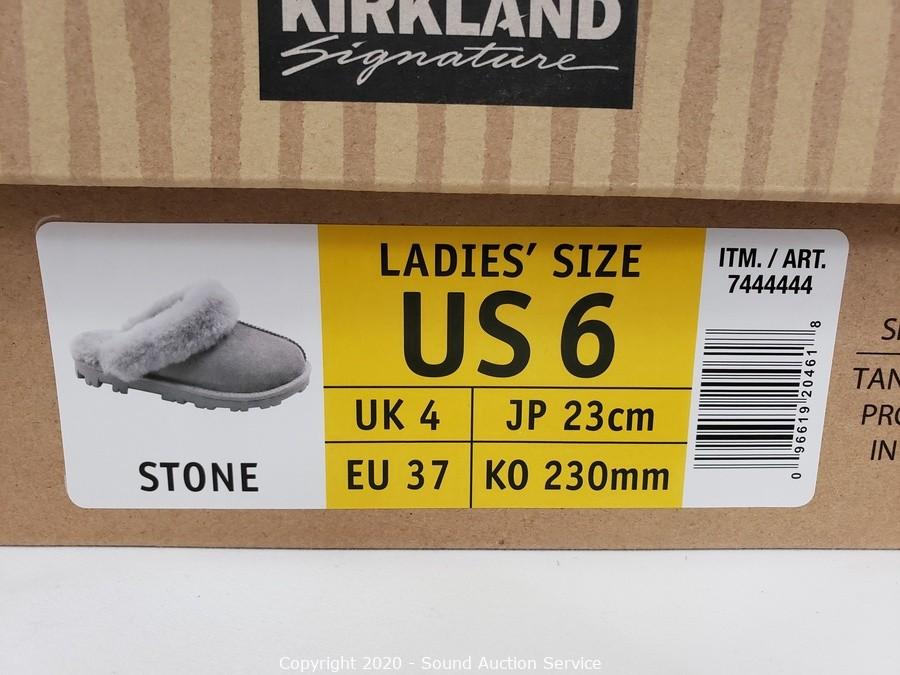 KIRKLAND
Signature
LADIES' SIZE
US 6
UK 4
JP 23cm
EU 37
KO 230mm
STONE
ITM. / ART.
7444444
0 96619 20461 8
TAN
PRO
IN
Copyright 2020 - Sound Auction Service